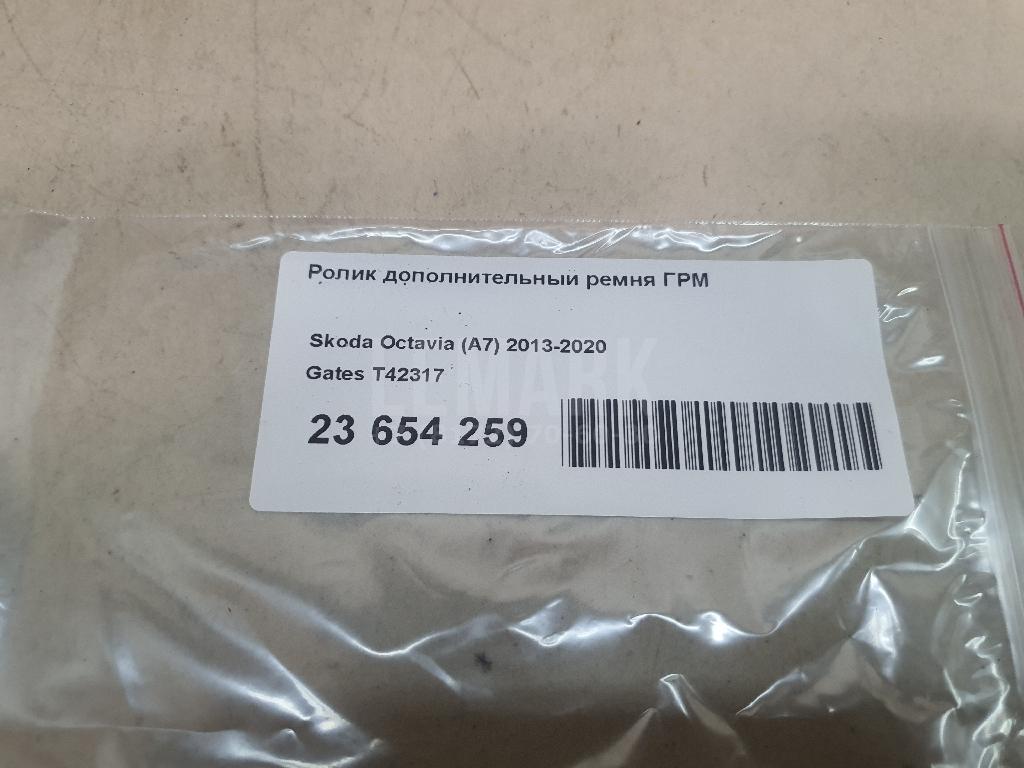 Ролик дополнительный ремня ГРМ
Skoda Octavia (A7) 2013-2020
Gates T42317
23 654 259